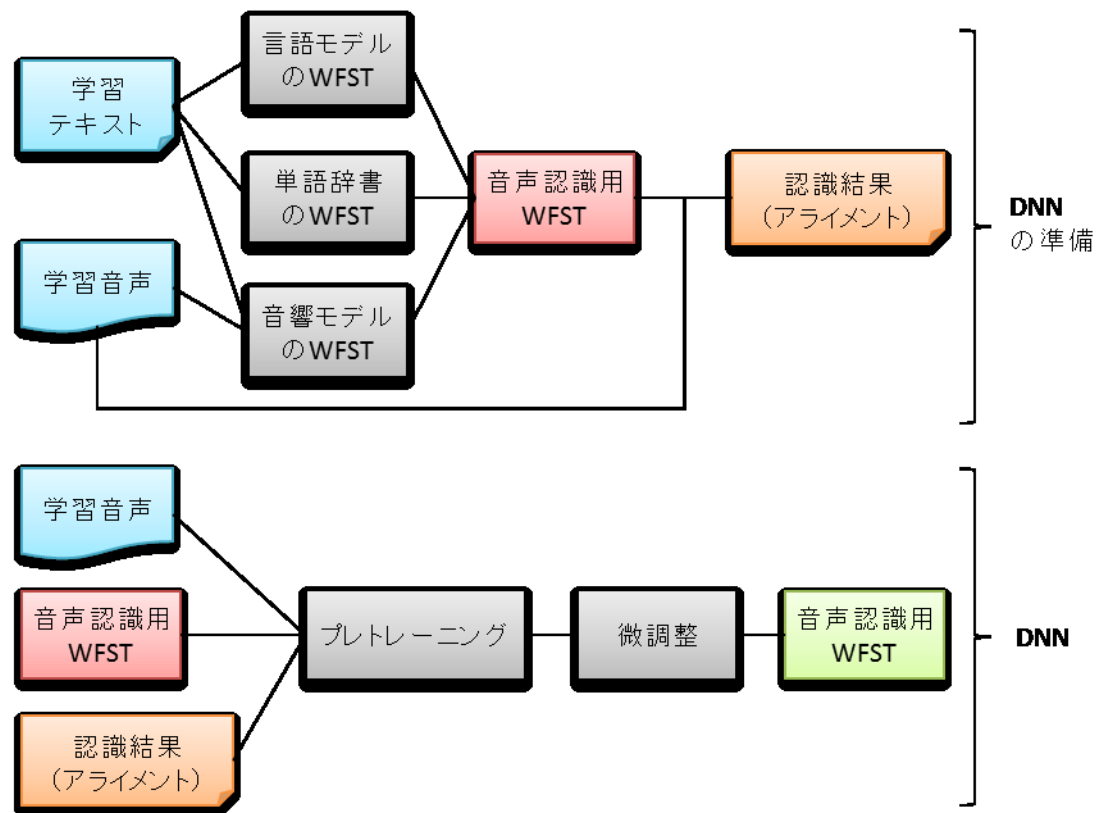 学習
テキスト
言語モデル
のWFST
単語辞書
のWFST
音声認識用
WFST
認識結果
(アライメント)
DNN
の準備
学習音声
音響モデル
のWFST
学習音声
音声認識用
WFST
認識結果
(アライメント)
プレトレーニング
微調整
音声認識用
WFST
DNN